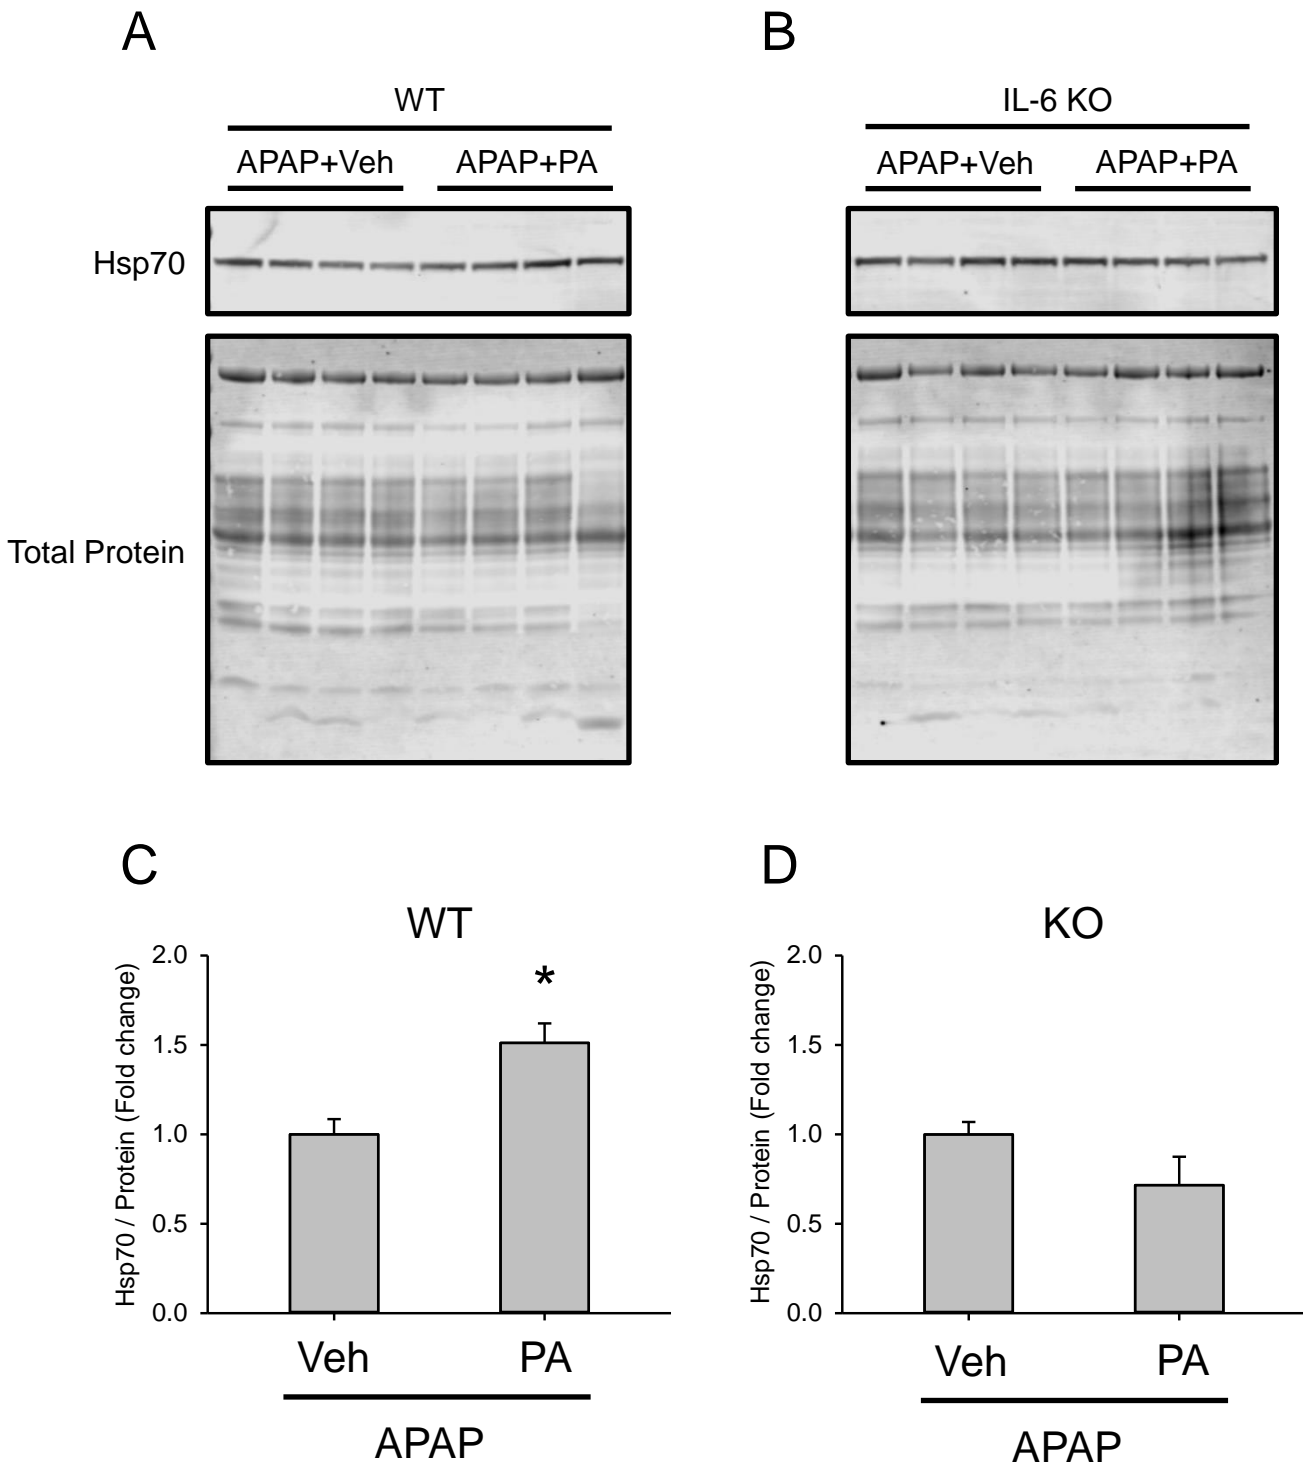 A
WT
APAP+Veh
APAP+PA
Hsp70
Total Protein
B
IL-6 KO
APAP+Veh
APAP+PA
C
WT
Hsp70 / Protein (Fold change)
2.0
1.5
1.0
0.5
0.0
*
Veh
PA
APAP
D
KO
Hsp70 / Protein (Fold change)
2.0
1.5
1.0
0.5
0.0
Veh
PA
APAP